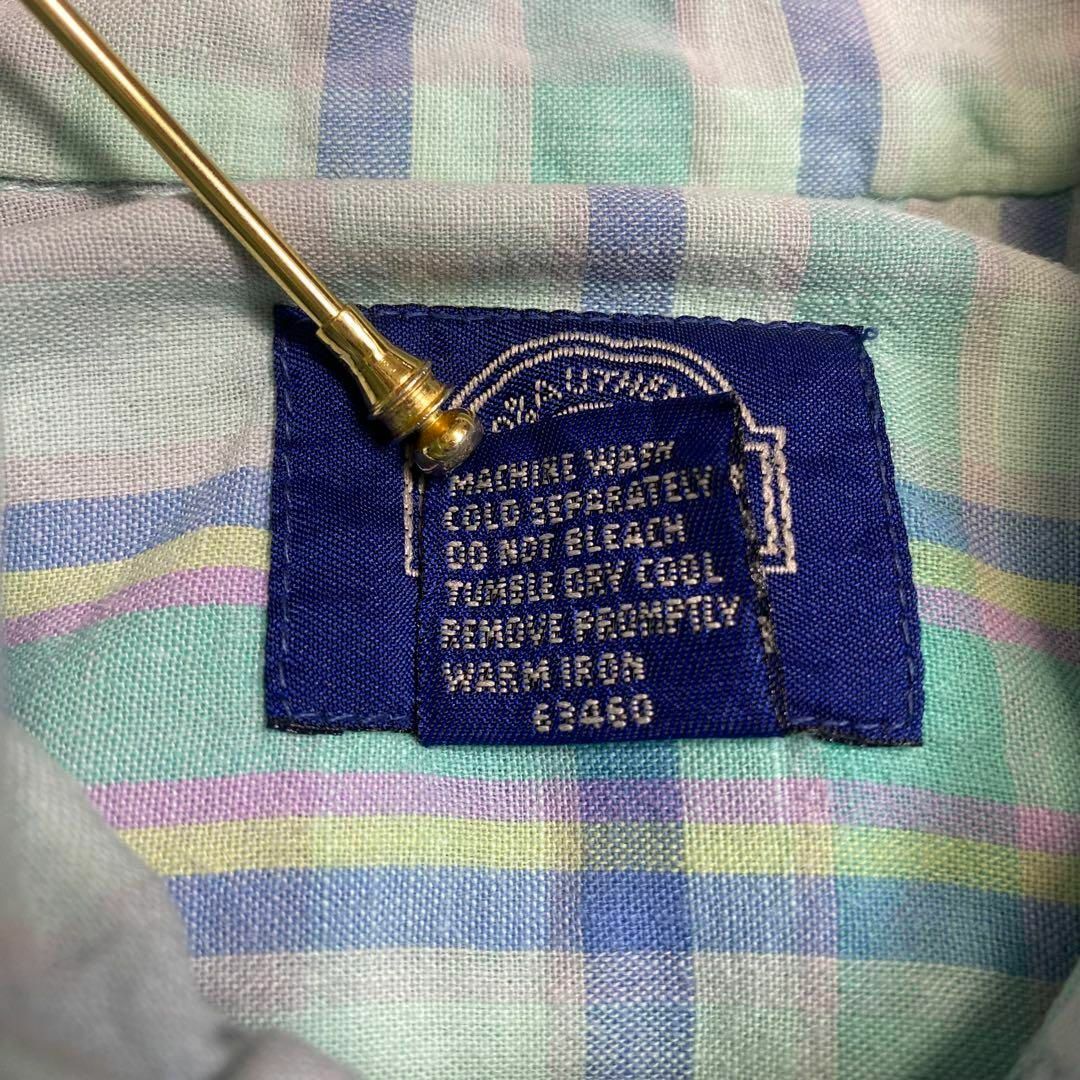 MACHINE WASH
COLD SEPARATELY
DO NOT BLEACH
TUMBLE DRY COOL
REMOVE PROMPTLY
WARM IRON
63460